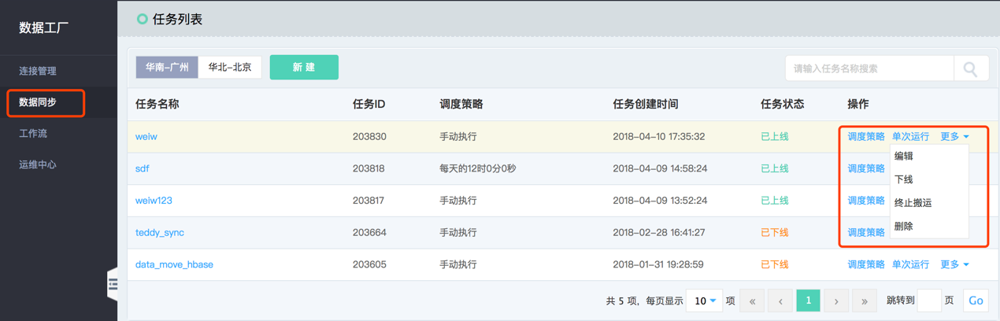 数据工厂
连接管理
数据同步
工作流
运维中心
任务列表
华南-广州 华北-北京 新 建 请输入任务名称搜索
任务名称 任务ID 调度策略 任务创建时间 任务状态 操作
weiw 203830 手动执行 2018-04-10 17:35:32 已上线 调度策略 单次运行 更多
编辑
sdf 203818 每天的12时0分0秒 2018-04-09 14:58:24 已上线 调度策略
下线
weiw123 203817 手动执行 2018-04-09 13:52:24 已上线 调度策略
终止搬运
teddy_sync 203664 手动执行 2018-02-28 16:41:27 已下线 调度策略
删除
data_move_hbase 203605 手动执行 2018-01-31 19:28:59 已下线 调度策略 单次运行 更多
共 5 项，每页显示 10 项 « ‹ 1 › » 跳转到 页 Go